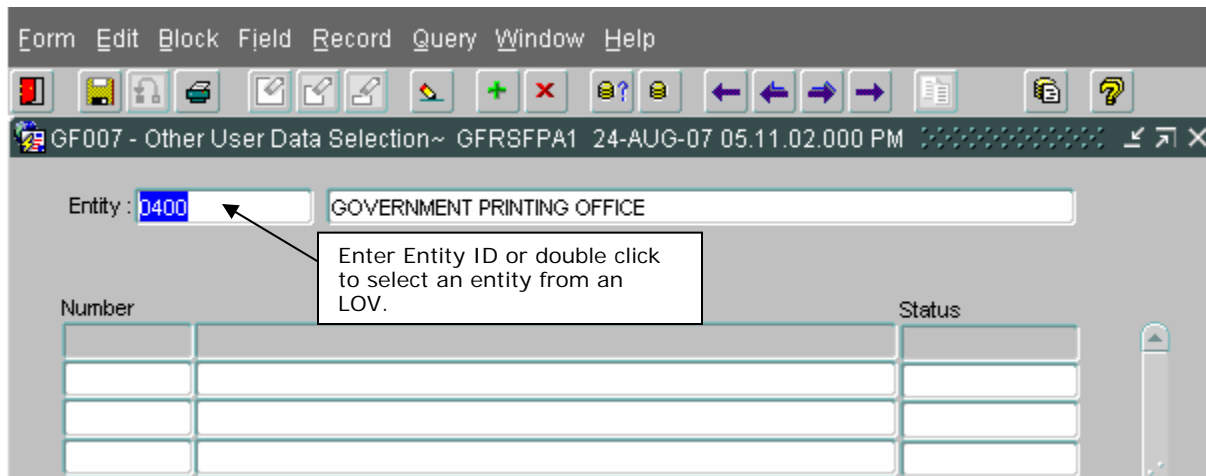 Form Edit Block Field Record Query Window Help
GF007 - Other User Data Selection~ GFRSFPA1 24-AUG-07 05.11.02.000 PM
Entity : 0400 GOVERNMENT PRINTING OFFICE
Enter Entity ID or double click
to select an entity from an
LOV.
Number Status